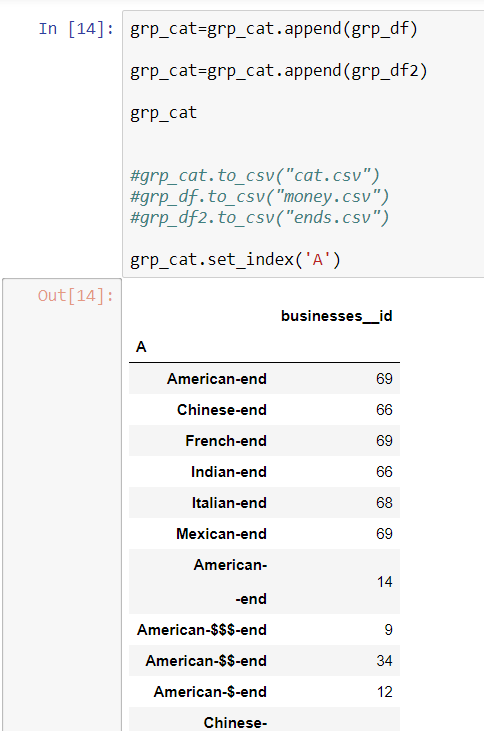 In [14]: grp_cat=grp_cat.append(grp_df)
grp_cat=grp_cat.append(grp_df2)
grp_cat
#grp_cat.to_csv("cat.csv")
#grp_df.to_csv("money.csv")
#grp_df2.to_csv("ends.csv")
grp_cat.set_index('A')
Out[14]:
businesses__id
A
American-end 69
Chinese-end 66
French-end 69
Indian-end 66
Italian-end 68
Mexican-end 69
American-
14
-end
American-$$$-end 9
American-$$-end 34
American-$-end 12
Chinese-